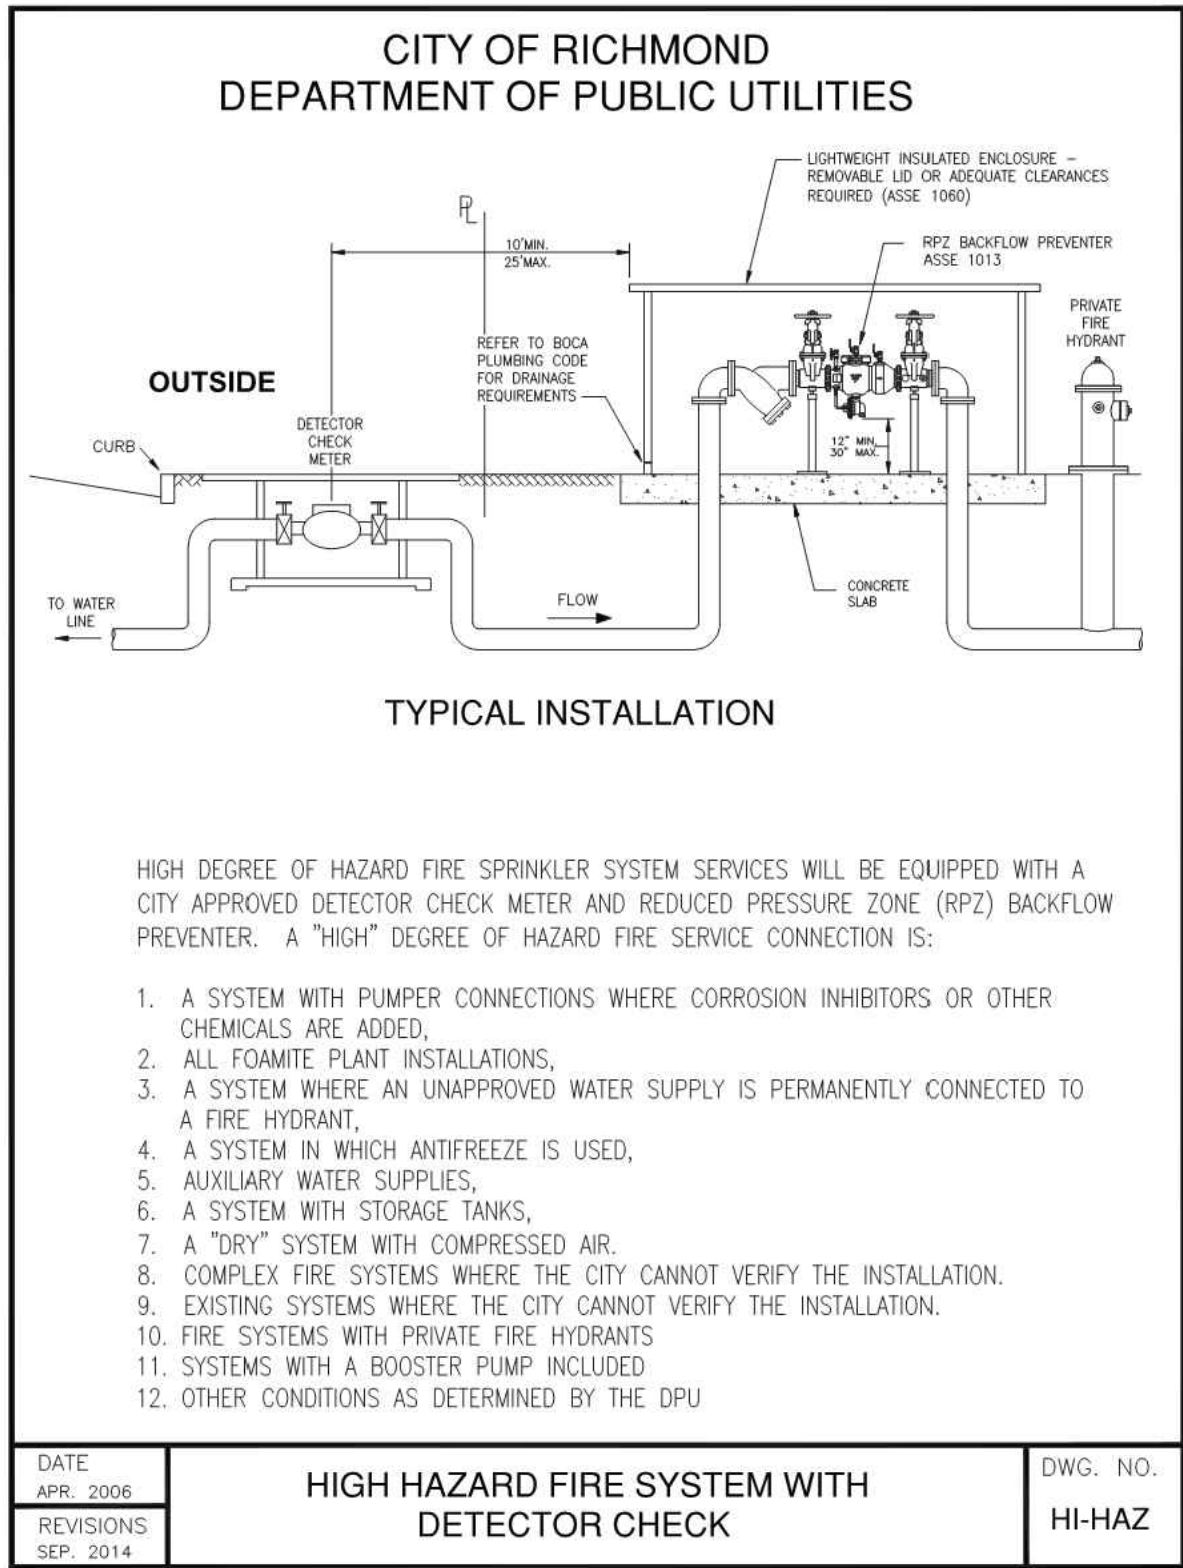 CITY OF RICHMOND
DEPARTMENT OF PUBLIC UTILITIES
LIGHTWEIGHT INSULATED ENCLOSURE –
REMOVABLE LID OR ADEQUATE CLEARANCES
REQUIRED (ASSE 1060)
PL
10'MIN.
25'MAX.
RPZ BACKFLOW PREVENTER
ASSE 1013
PRIVATE
FIRE
HYDRANT
REFER TO BOCA
PLUMBING CODE
FOR DRAINAGE
REQUIREMENTS
OUTSIDE
DETECTOR
CHECK
METER
CURB
12" MIN.
30" MAX.
CONCRETE
SLAB
TO WATER
LINE
FLOW
TYPICAL INSTALLATION
HIGH DEGREE OF HAZARD FIRE SPRINKLER SYSTEM SERVICES WILL BE EQUIPPED WITH A
CITY APPROVED DETECTOR CHECK METER AND REDUCED PRESSURE ZONE (RPZ) BACKFLOW
PREVENTER. A "HIGH" DEGREE OF HAZARD FIRE SERVICE CONNECTION IS:
1. A SYSTEM WITH PUMPER CONNECTIONS WHERE CORROSION INHIBITORS OR OTHER
CHEMICALS ARE ADDED,
2. ALL FOAMITE PLANT INSTALLATIONS,
3. A SYSTEM WHERE AN UNAPPROVED WATER SUPPLY IS PERMANENTLY CONNECTED TO
A FIRE HYDRANT,
4. A SYSTEM IN WHICH ANTIFREEZE IS USED,
5. AUXILIARY WATER SUPPLIES,
6. A SYSTEM WITH STORAGE TANKS,
7. A "DRY" SYSTEM WITH COMPRESSED AIR.
8. COMPLEX FIRE SYSTEMS WHERE THE CITY CANNOT VERIFY THE INSTALLATION.
9. EXISTING SYSTEMS WHERE THE CITY CANNOT VERIFY THE INSTALLATION.
10. FIRE SYSTEMS WITH PRIVATE FIRE HYDRANTS
11. SYSTEMS WITH A BOOSTER PUMP INCLUDED
12. OTHER CONDITIONS AS DETERMINED BY THE DPU
DATE
APR. 2006
REVISIONS
SEP. 2014
HIGH HAZARD FIRE SYSTEM WITH
DETECTOR CHECK
DWG. NO.
HI-HAZ